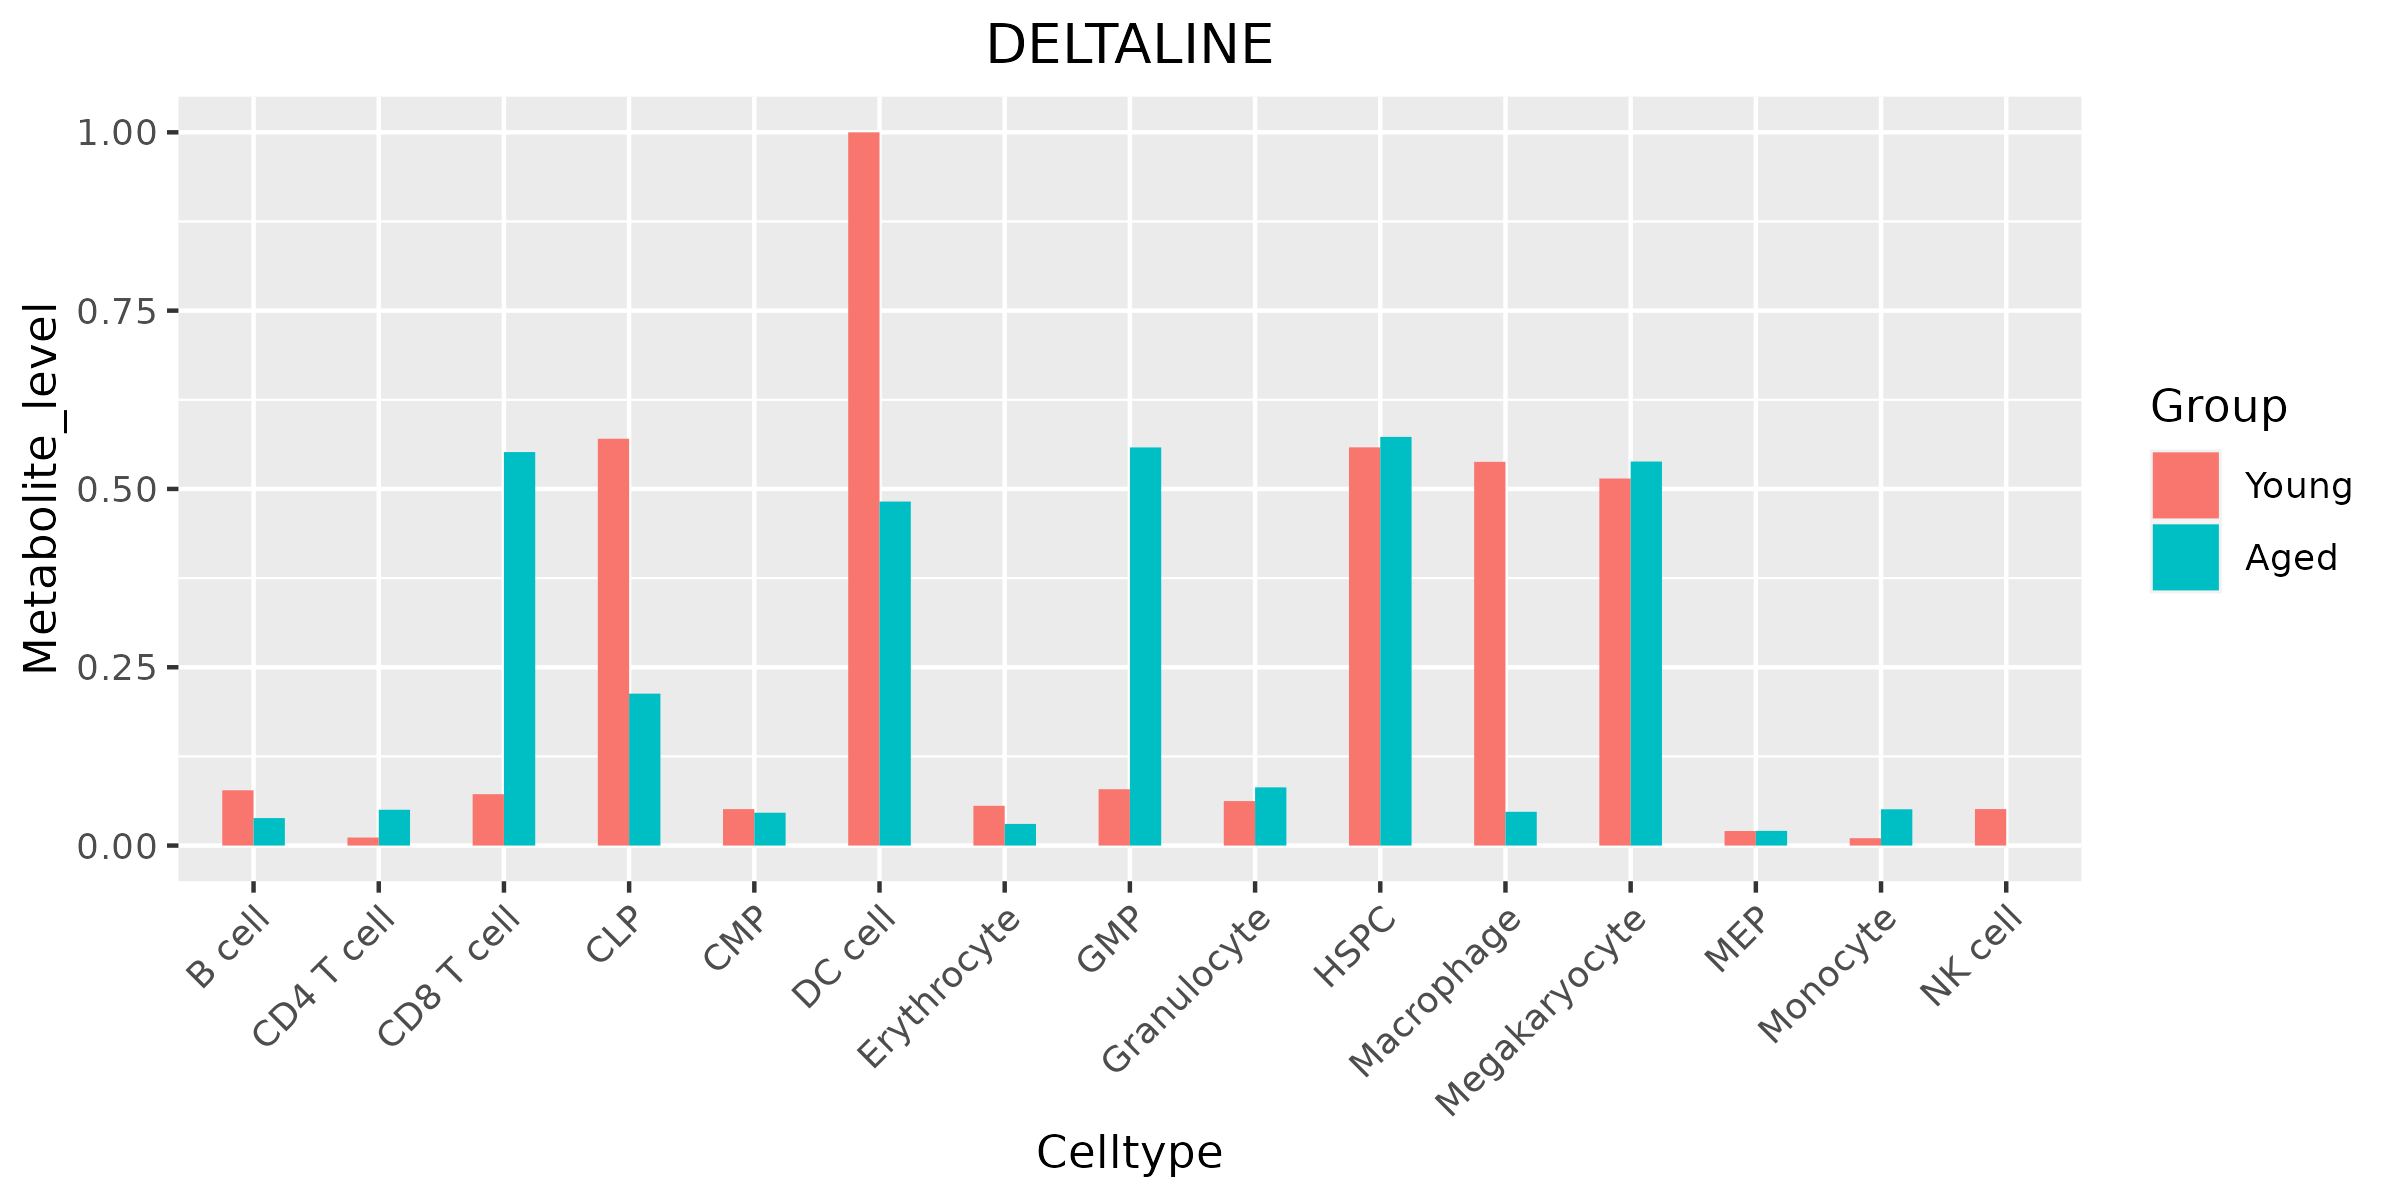 DELTALINE
Metabolite_level
1.00
0.75
0.50
0.25
0.00
B cell
CD4 T cell
CD8 T cell
CLP
CMP
DC cell
Erythrocyte
GMP
Granulocyte
HSPC
Macrophage
Megakaryocyte
MEP
Monocyte
NK cell
Celltype
Group
Young
Aged